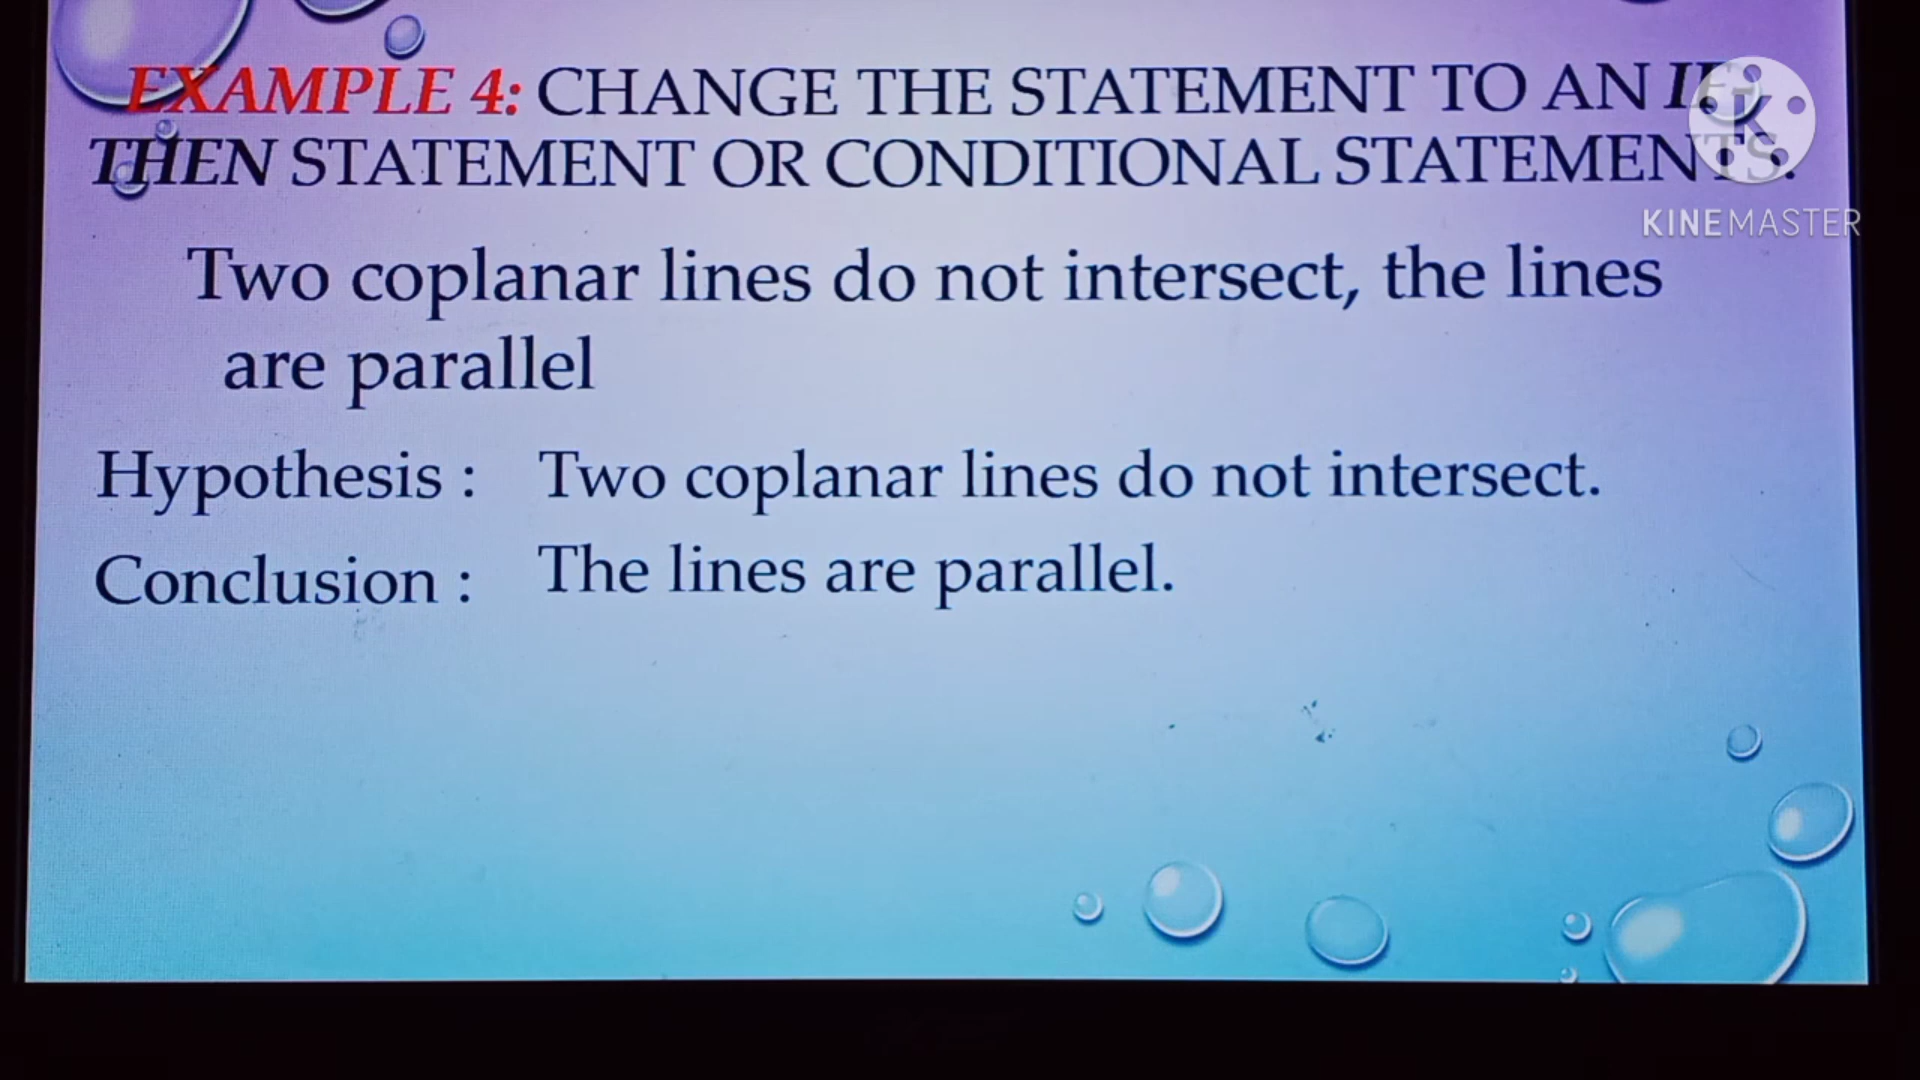 EXAMPLE 4: CHANGE THE STATEMENT TO AN IF-
THEN STATEMENT OR CONDITIONAL STATEMENTS.
KINEMASTER
Two coplanar lines do not intersect, the lines
are parallel
Hypothesis : Two coplanar lines do not intersect.
Conclusion : The lines are parallel.